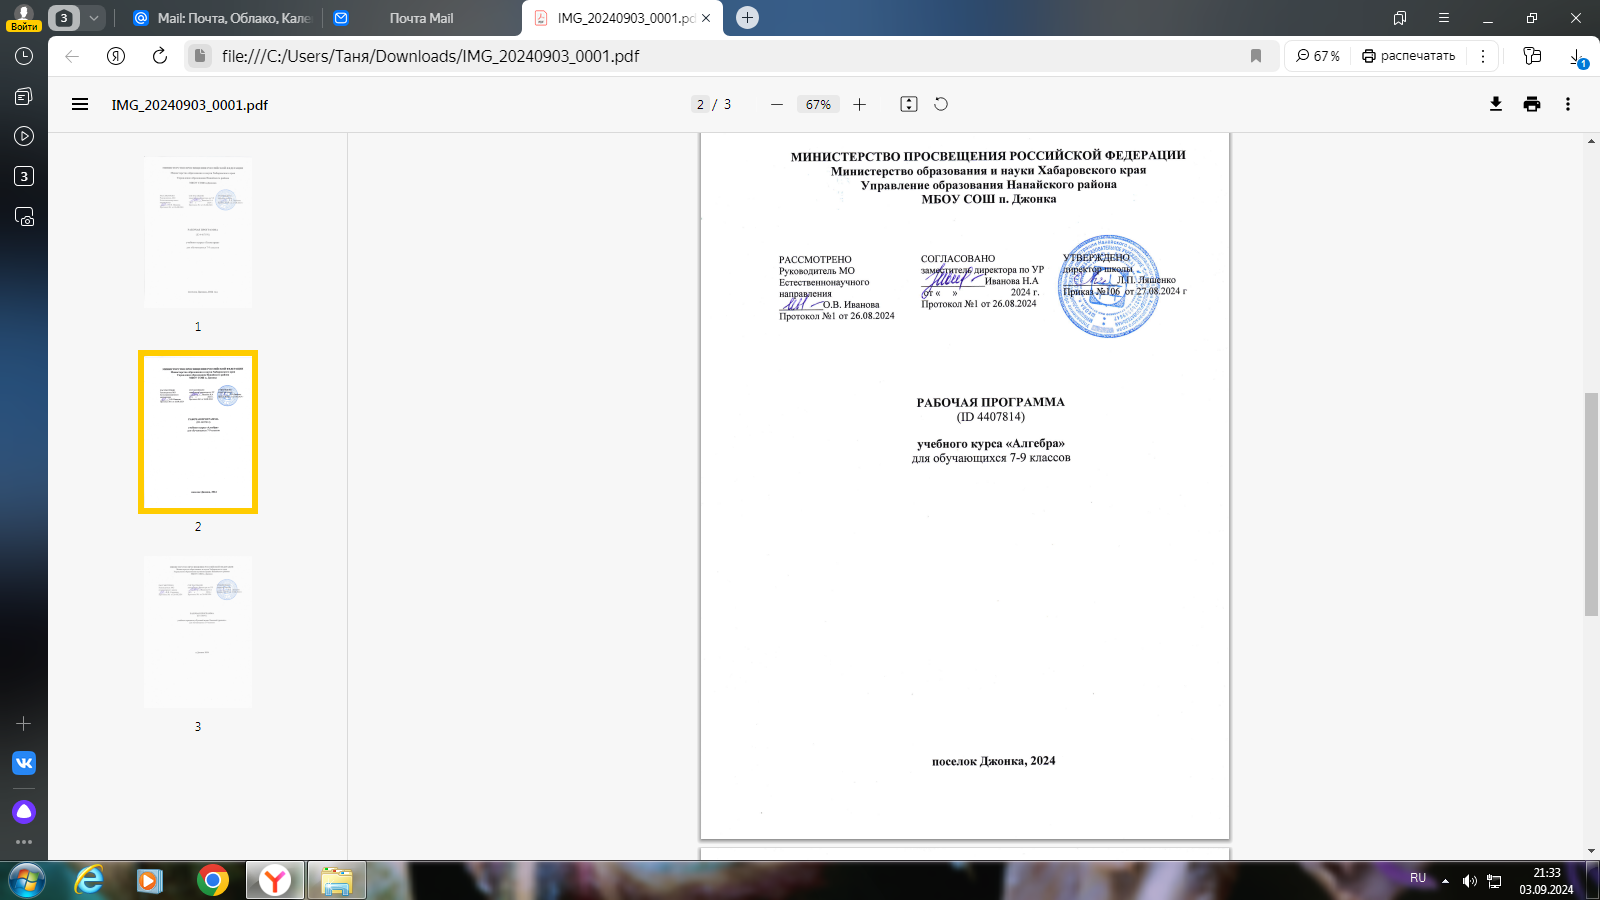 Войти
3
Mail: Почта, Облако, Кале
Почта Mail
IMG_20240903_0001.pd
file:///C:/Users/Таня/Downloads/IMG_20240903_0001.pdf
67 %
распечатать
1
IMG_20240903_0001.pdf
2 / 3
67%
3
1
2
3
МИНИСТЕРСТВО ПРОСВЕЩЕНИЯ РОССИЙСКОЙ ФЕДЕРАЦИИ
Министерство образования и науки Хабаровского края
Управление образования Нанайского района
МБОУ СОШ п. Джонка
РАССМОТРЕНО
Руководитель МО
Естественнонаучного
направления
О.В. Иванова
Протокол №1 от 26.08.2024
СОГЛАСОВАНО
заместитель директора по УР
Иванова Н.А
от « » 2024 г.
Протокол №1 от 26.08.2024
УТВЕРЖДЕНО
директор школы
Л.П. Ляшенко
Приказ №106 от 27.08.2024 г
РАБОЧАЯ ПРОГРАММА
(ID 4407814)
учебного курса «Алгебра»
для обучающихся 7-9 классов
поселок Джонка, 2024
RU
21:33
03.09.2024